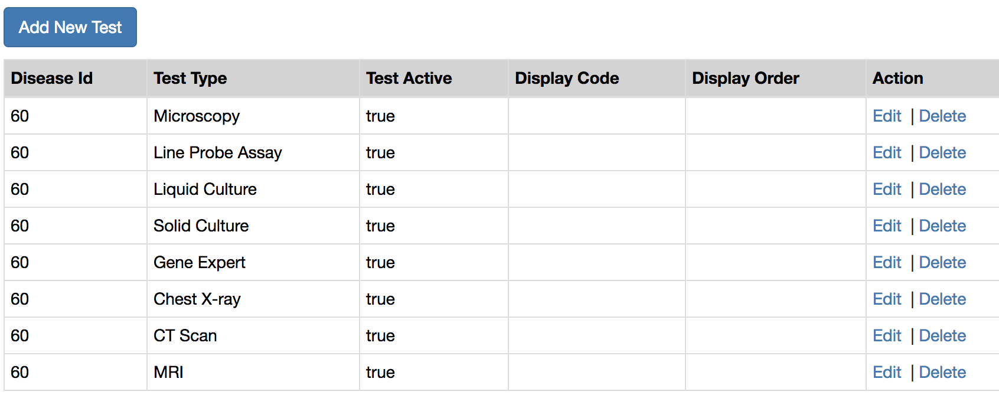 Add New Test
Disease Id Test Type Test Active Display Code Display Order Action
60 Microscopy true Edit | Delete
60 Line Probe Assay true Edit | Delete
60 Liquid Culture true Edit | Delete
60 Solid Culture true Edit | Delete
60 Gene Expert true Edit | Delete
60 Chest X-ray true Edit | Delete
60 CT Scan true Edit | Delete
60 MRI true Edit | Delete